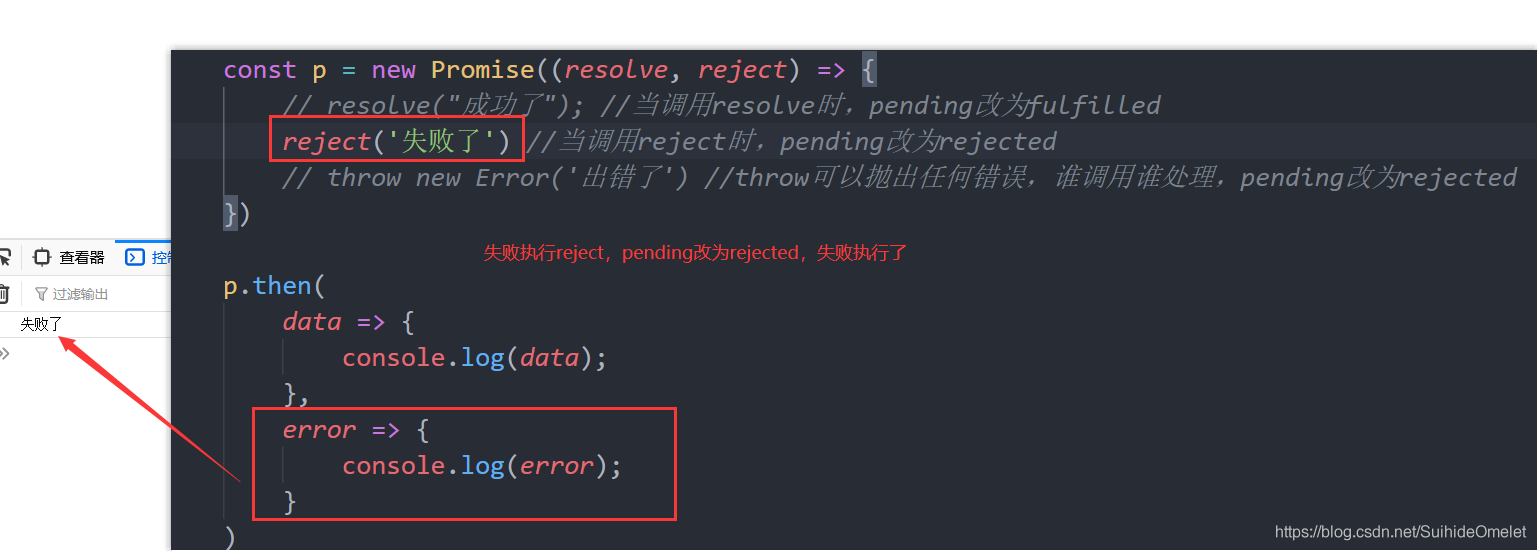 const p = new Promise((resolve, reject) => {
// resolve("成功了"); //当调用resolve时，pending改为fulfilled
reject('失败了') //当调用reject时，pending改为rejected
// throw new Error('出错了') //throw可以抛出任何错误，谁调用谁处理，pending改为rejected
})
失败执行reject，pending改为rejected，失败执行了
查看器
过滤输出
失败了
p.then(
data => {
console.log(data);
},
error => {
console.log(error);
}
)
https://blog.csdn.net/SuihideOmelet